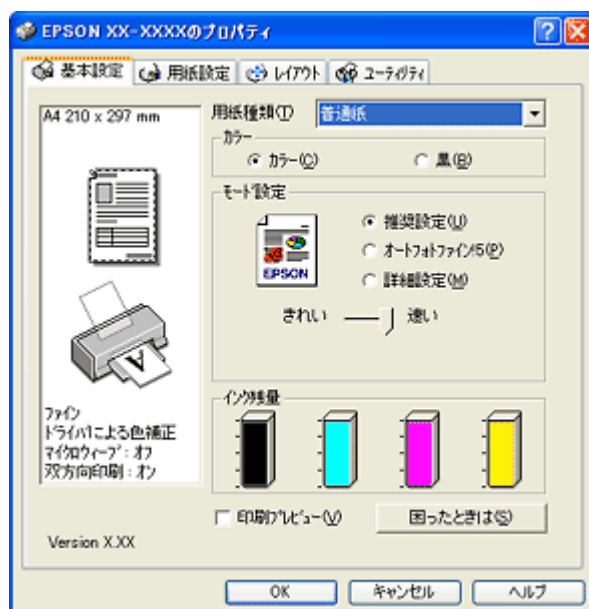 EPSON XX-XXXXのプロパティ
基本設定 用紙設定 レイアウト ユーティリティ
A4 210 x 297 mm
用紙種類(T) 普通紙
カラー
カラー(C) 黒(B)
モード設定
推奨設定(U)
オートフォトファイン!5(P)
詳細設定(M)
EPSON
きれい 速い
A
ファイン
ドライバによる色補正
マイクロウィーブ：オフ
双方向印刷：オン
インク残量
印刷プレビュー(V) 困ったときは(S)
Version X.XX
OK キャンセル ヘルプ